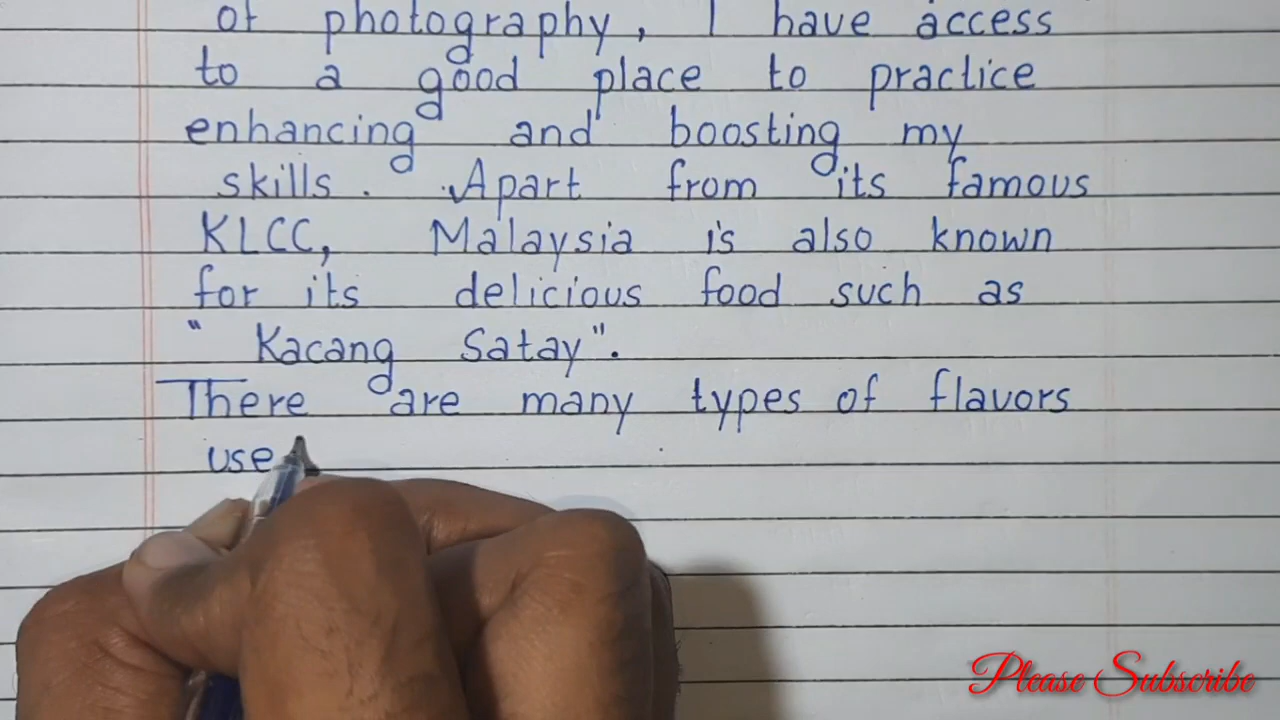 of photography, I have access
to a good place to practice
enhancing and boosting my
skills. Apart from its famous
KLCC, Malaysia is also known
for its delicious food such as
" Kacang Satay".
There are many types of flavors
use
Please Subscribe